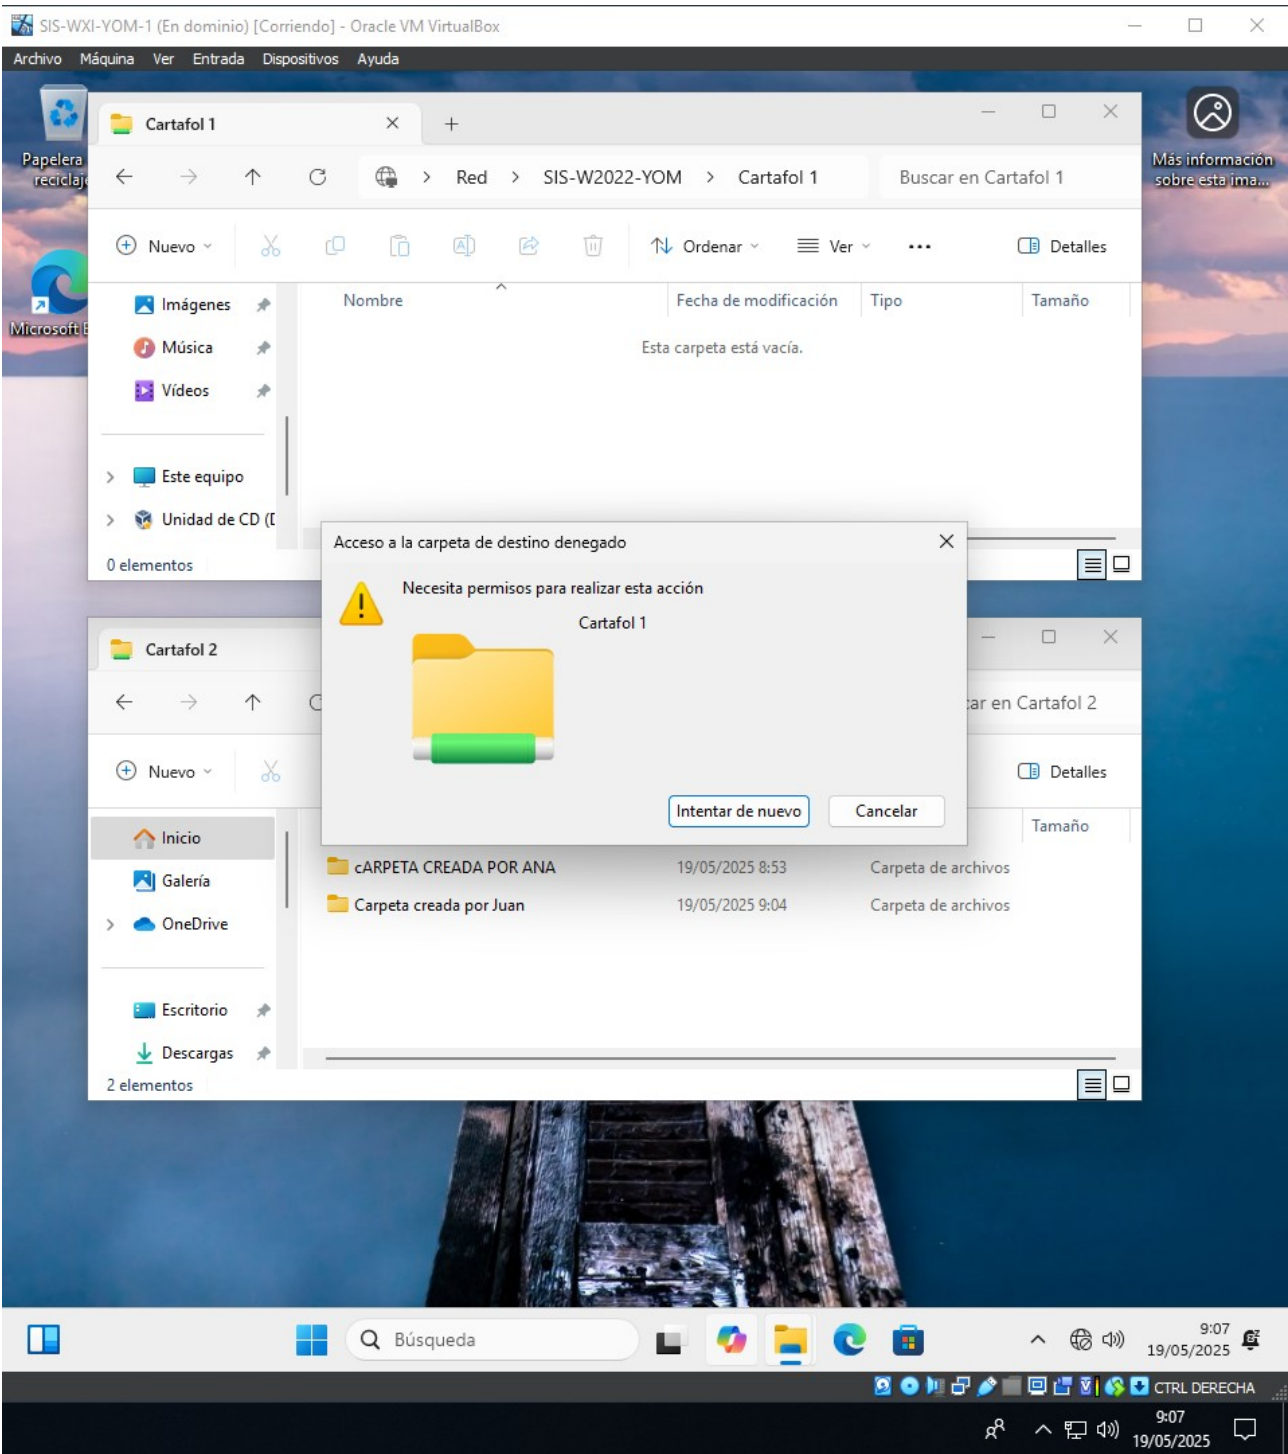 SIS-WXI-YOM-1 (En dominio) [Corriendo] - Oracle VM VirtualBox
Archivo Máquina Ver Entrada Dispositivos Ayuda
Papelera
reciclaje
Microsoft E
Más información
sobre esta ima...
Cartafol 1
Red > SIS-W2022-YOM > Cartafol 1
Buscar en Cartafol 1
Nuevo
Ordenar
Ver
Detalles
Imágenes
Música
Vídeos
Este equipo
Unidad de CD (D
Nombre Fecha de modificación Tipo Tamaño
Esta carpeta está vacía.
0 elementos
Acceso a la carpeta de destino denegado
Necesita permisos para realizar esta acción
Cartafol 1
Intentar de nuevo Cancelar
Cartafol 2
car en Cartafol 2
Nuevo
Detalles
Inicio
Galería
OneDrive
Escritorio
Descargas
Tamaño
cARPETA CREADA POR ANA 19/05/2025 8:53 Carpeta de archivos
Carpeta creada por Juan 19/05/2025 9:04 Carpeta de archivos
2 elementos
Búsqueda
9:07
19/05/2025
CTRL DERECHA
9:07
19/05/2025